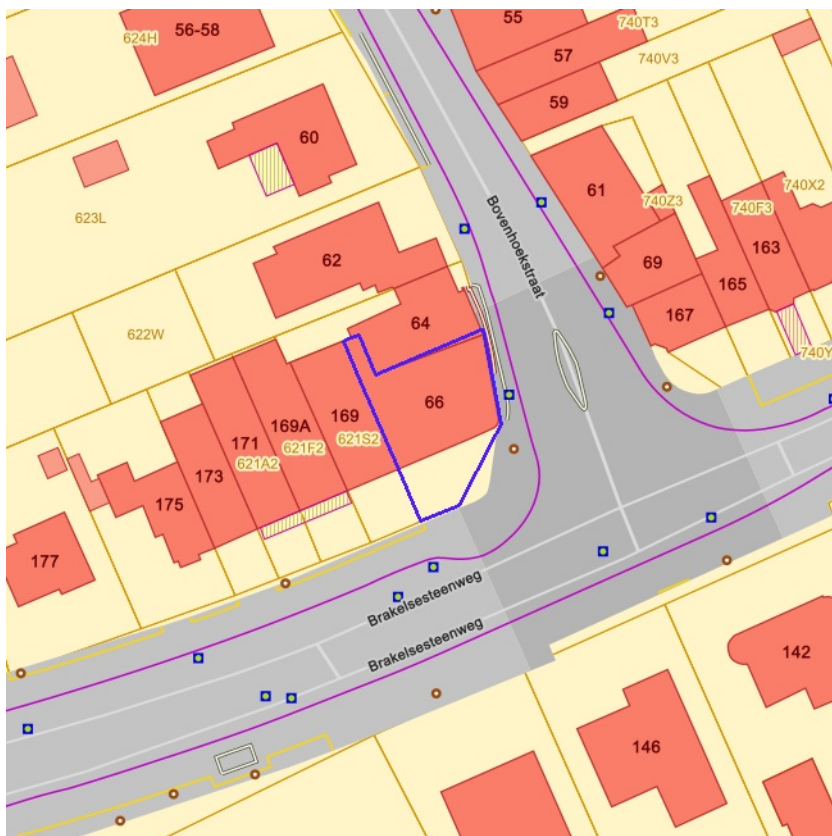 56-58
624H
55
740T3
57
740V3
59
60
61
740X2
623L
740Z3
740F3
163
62
69
165
Bovenhoekstraat
64
167
622W
740Y
66
169
169A
171
621S2
621F2
621A2
173
175
177
Brakelsesteenweg
Brakelsesteenweg
142
146